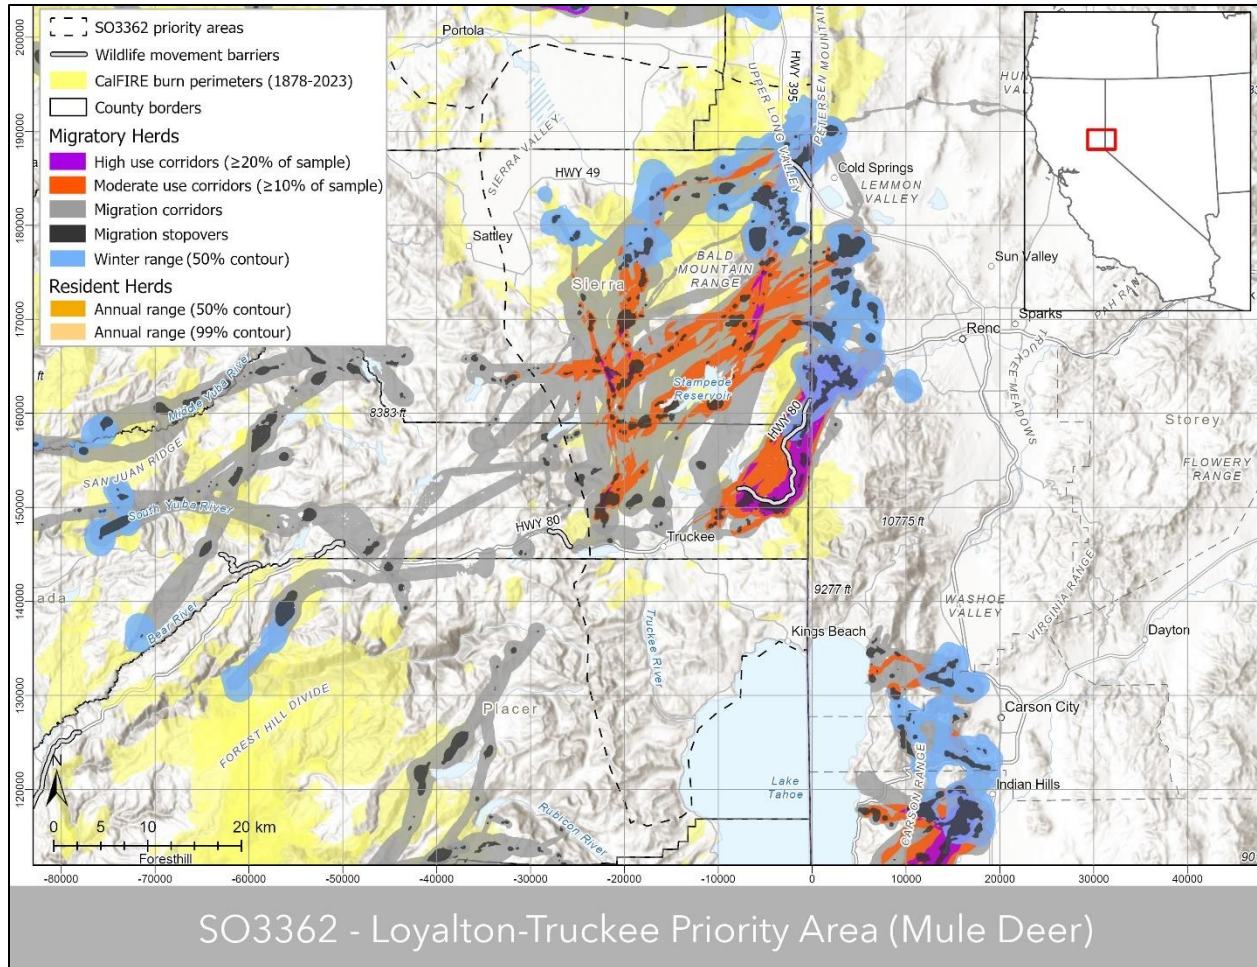 SO3362 priority areas
Wildlife movement barriers
CalFIRE burn perimeters (1878-2023)
County borders
Migratory Herds
High use corridors (≥20% of sample)
Moderate use corridors (≥10% of sample)
Migration corridors
Migration stopovers
Winter range (50% contour)
Resident Herds
Annual range (50% contour)
Annual range (99% contour)
200000
190000
180000
170000
160000
150000
140000
130000
120000
Portola
UPPER LONG VALLEY
HWY 395
PETERSEN MOUNTAIN
SIERRA VALLEY
HWY 49
Cold Springs
LEMMON
VALLEY
Sattley
BALD
MOUNTAIN
RANGE
Sun Valley
Sierra
PAH RAN
Sparks
Reno
TRUCKEE MEADOWS
ft
Middle Yuba River
8383 ft
Stampede
Reservoir
HWY 80
Storey
SAN JUAN RIDGE
FLOWERY
RANGE
South Yuba River
HWY 80
Truckee
10775 ft
ada
Bear River
9277 ft
WASHOE
VALLEY
VIRGINIA RANGE
Truckee
River
Kings Beach
Dayton
FOREST HILL DIVIDE
Placer
Carson City
N
Lake
Tahoe
CARSON RANGE
Indian Hills
Rubicon River
0 5 10 20 km
Foresthill
90
-80000 -70000 -60000 -50000 -40000 -30000 -20000 -10000 0 10000 20000 30000 40000
SO3362 - Loyalton-Truckee Priority Area (Mule Deer)